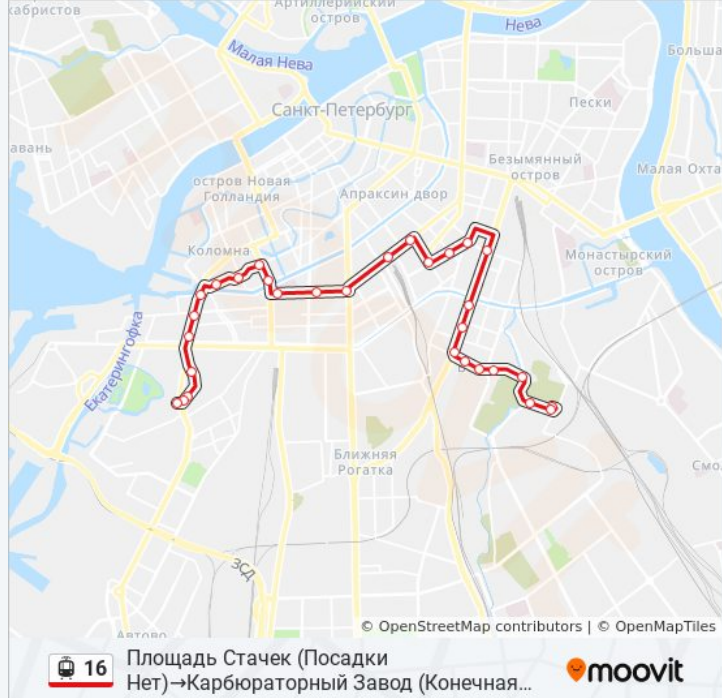 кабристов
Артиллерийский
остров
Нева
Малая Нева
Больша
Пески
Санкт-Петербург
авань
Безымянный
остров
Малая Охта
остров Новая
Голландия
Апраксин двор
Коломна
Монастырский
остров
Екатерингофка
Ближняя
Рогатка
Смол
ЗСД
Автово
© OpenStreetMap contributors | © OpenMapTiles
16
Площадь Стачек (Посадки
Нет)→Карбюраторный Завод (Конечная...
moovit